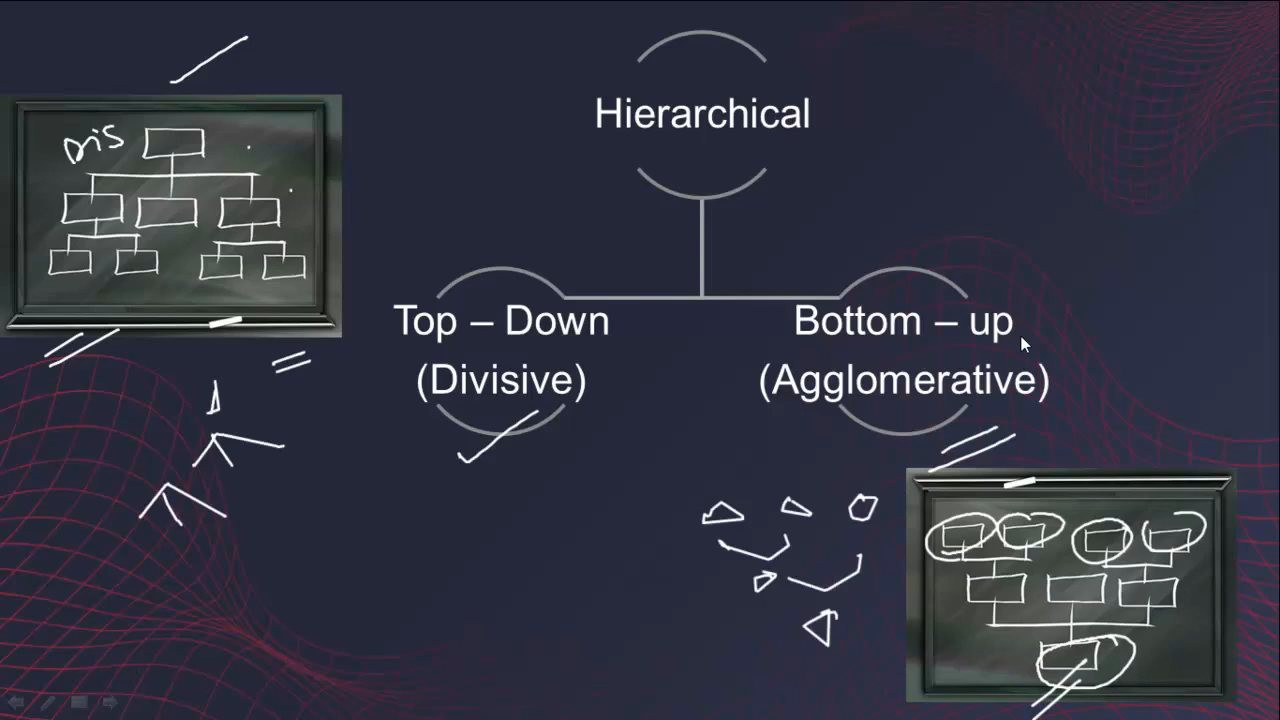 Hierarchical
Top – Down
(Divisive)
Bottom – up
(Agglomerative)